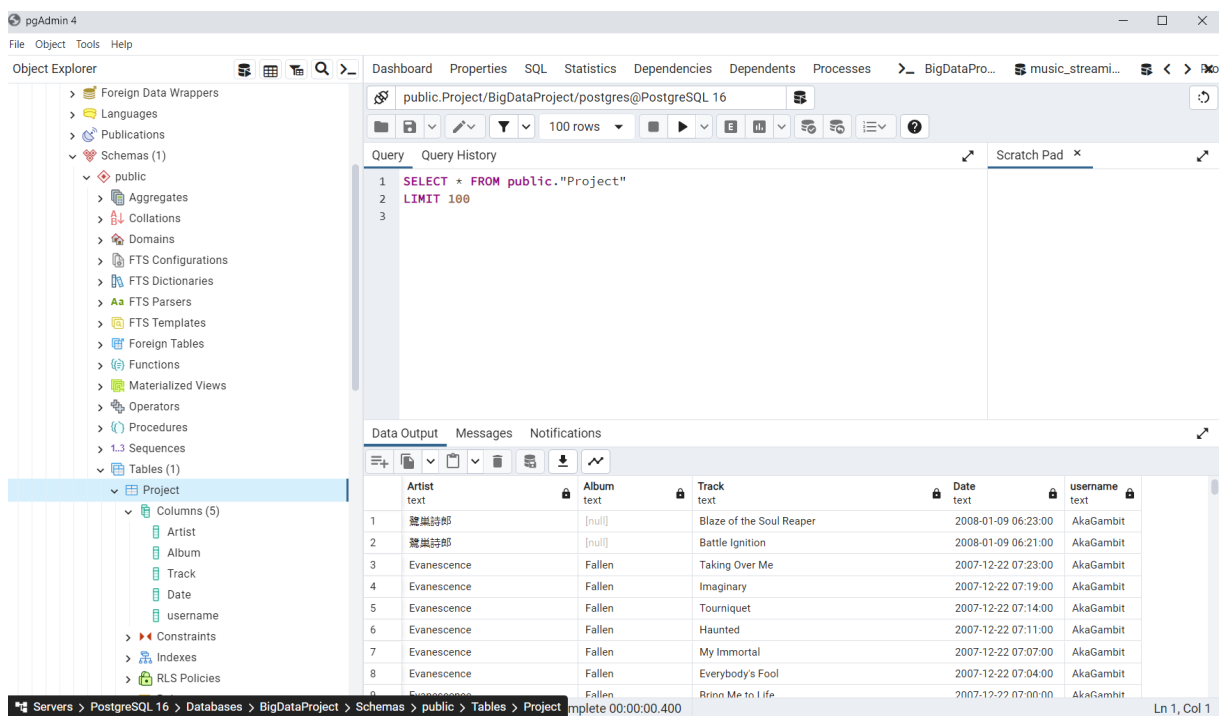 pgAdmin 4
File Object Tools Help
Object Explorer
Dashboard Properties SQL Statistics Dependencies Dependents Processes BigDataPro... music_streami...
Foreign Data Wrappers
Languages
Publications
Schemas (1)
public
Aggregates
Collations
Domains
FTS Configurations
FTS Dictionaries
Aa FTS Parsers
FTS Templates
Foreign Tables
Functions
Materialized Views
Operators
Procedures
1..3 Sequences
Tables (1)
Project
Columns (5)
Artist
Album
Track
Date
username
Constraints
Indexes
RLS Policies
public.Project/BigDataProject/postgres@PostgreSQL 16
100 rows
Query Query History
Scratch Pad
1 SELECT * FROM public."Project"
2 LIMIT 100
3
Data Output Messages Notifications
Artist Album Track Date username
text text text text text
1 鷺巣詩郎 [null] Blaze of the Soul Reaper 2008-01-09 06:23:00 AkaGambit
2 鷺巣詩郎 [null] Battle Ignition 2008-01-09 06:21:00 AkaGambit
3 Evanescence Fallen Taking Over Me 2007-12-22 07:23:00 AkaGambit
4 Evanescence Fallen Imaginary 2007-12-22 07:19:00 AkaGambit
5 Evanescence Fallen Tourniquet 2007-12-22 07:14:00 AkaGambit
6 Evanescence Fallen Haunted 2007-12-22 07:11:00 AkaGambit
7 Evanescence Fallen My Immortal 2007-12-22 07:07:00 AkaGambit
8 Evanescence Fallen Everybody's Fool 2007-12-22 07:04:00 AkaGambit
9 Evanescence Fallen Bring Me to Life 2007-12-22 07:00:00 AkaGambit
Servers > PostgreSQL 16 > Databases > BigDataProject > Schemas > public > Tables > Project
mplete 00:00:00.400
Ln 1, Col 1